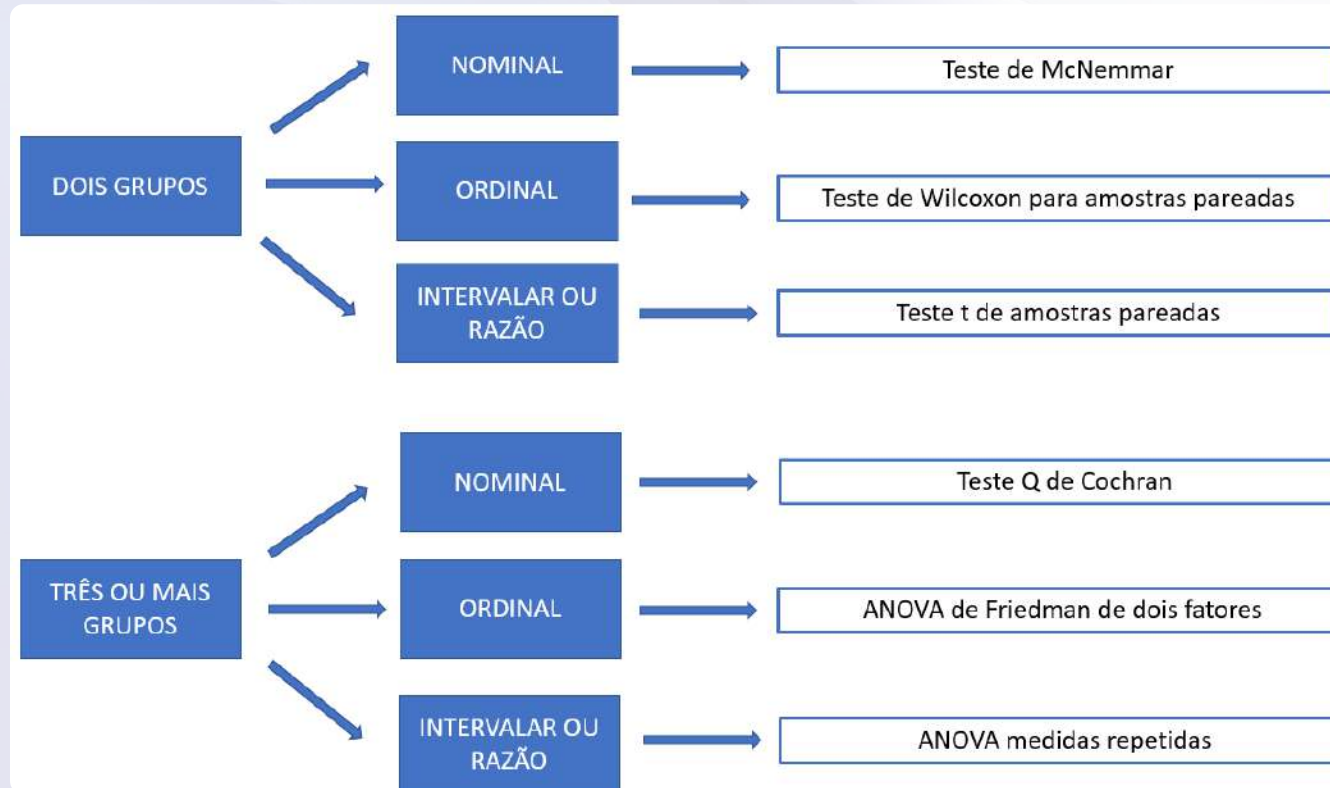 NOMINAL
Teste de McNemmar
DOIS GRUPOS
ORDINAL
Teste de Wilcoxon para amostras pareadas
INTERVALAR OU
RAZÃO
Teste t de amostras pareadas
NOMINAL
Teste Q de Cochran
TRÊS OU MAIS
GRUPOS
ORDINAL
ANOVA de Friedman de dois fatores
INTERVALAR OU
RAZÃO
ANOVA medidas repetidas